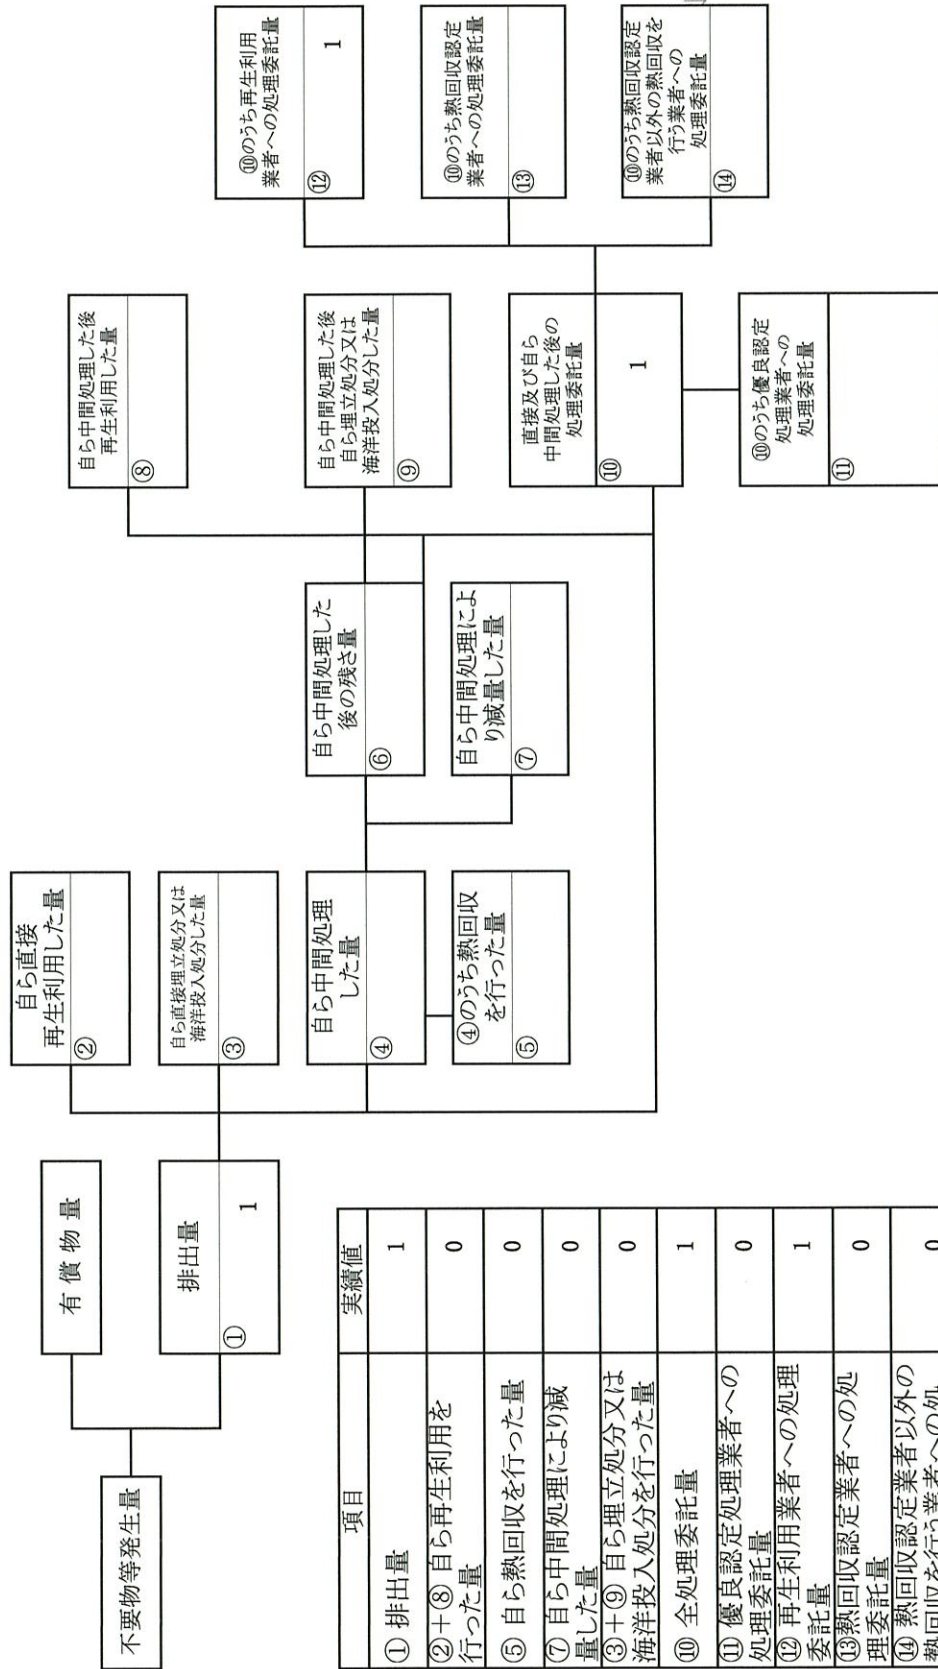 不要物等発生量
有償物量
排出量
① 1
自ら直接
再生利用した量
②
自ら直接埋立処分又は
海洋投入処分した量
③
自ら中間処理
した量
④
④のうち熱回収
を行った量
⑤
自ら中間処理した
後の残さ量
⑥
自ら中間処理によ
り減量した量
⑦
自ら中間処理した後
再生利用した量
⑧
自ら中間処理した後
自ら埋立処分又は
海洋投入処分した量
⑨
直接及び自ら
中間処理した後の
処理委託量
⑩ 1
⑩のうち優良認定
処理業者への
処理委託量
⑪
⑩のうち再生利用
業者への処理委託量
⑫ 1
⑩のうち熱回収認定
業者への処理委託量
⑬
⑩のうち熱回収認定
業者以外の熱回収を
行う業者への
処理委託量
⑭
項目 実績値
① 排出量 1
②+⑧ 自ら再生利用を
行った量 0
⑤ 自ら熱回収を行った量 0
⑦ 自ら中間処理により減
量した量 0
③+⑨ 自ら埋立処分又は
海洋投入処分を行った量 0
⑩ 全処理委託量 1
⑪ 優良認定処理業者への
処理委託量 0
⑫ 再生利用業者への処理
委託量 1
⑬熱回収認定業者への処
理委託量 0
⑭ 熱回収認定業者以外の
熱回収を行う業者への処 0